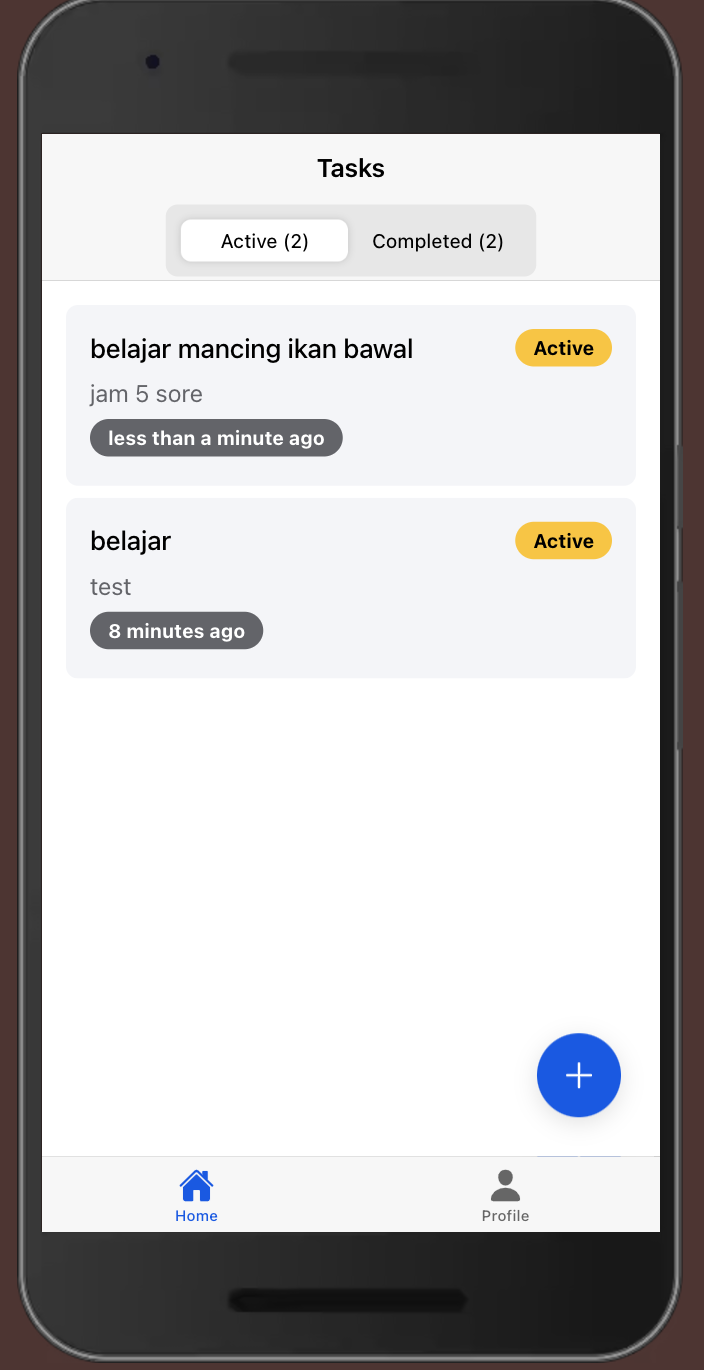 Tasks
Active (2)
Completed (2)
belajar mancing ikan bawal
Active
jam 5 sore
less than a minute ago
belajar
Active
test
8 minutes ago
Home
Profile